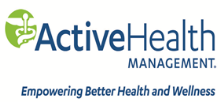 ActiveHealth
MANAGEMENT.
Empowering Better Health and Wellness